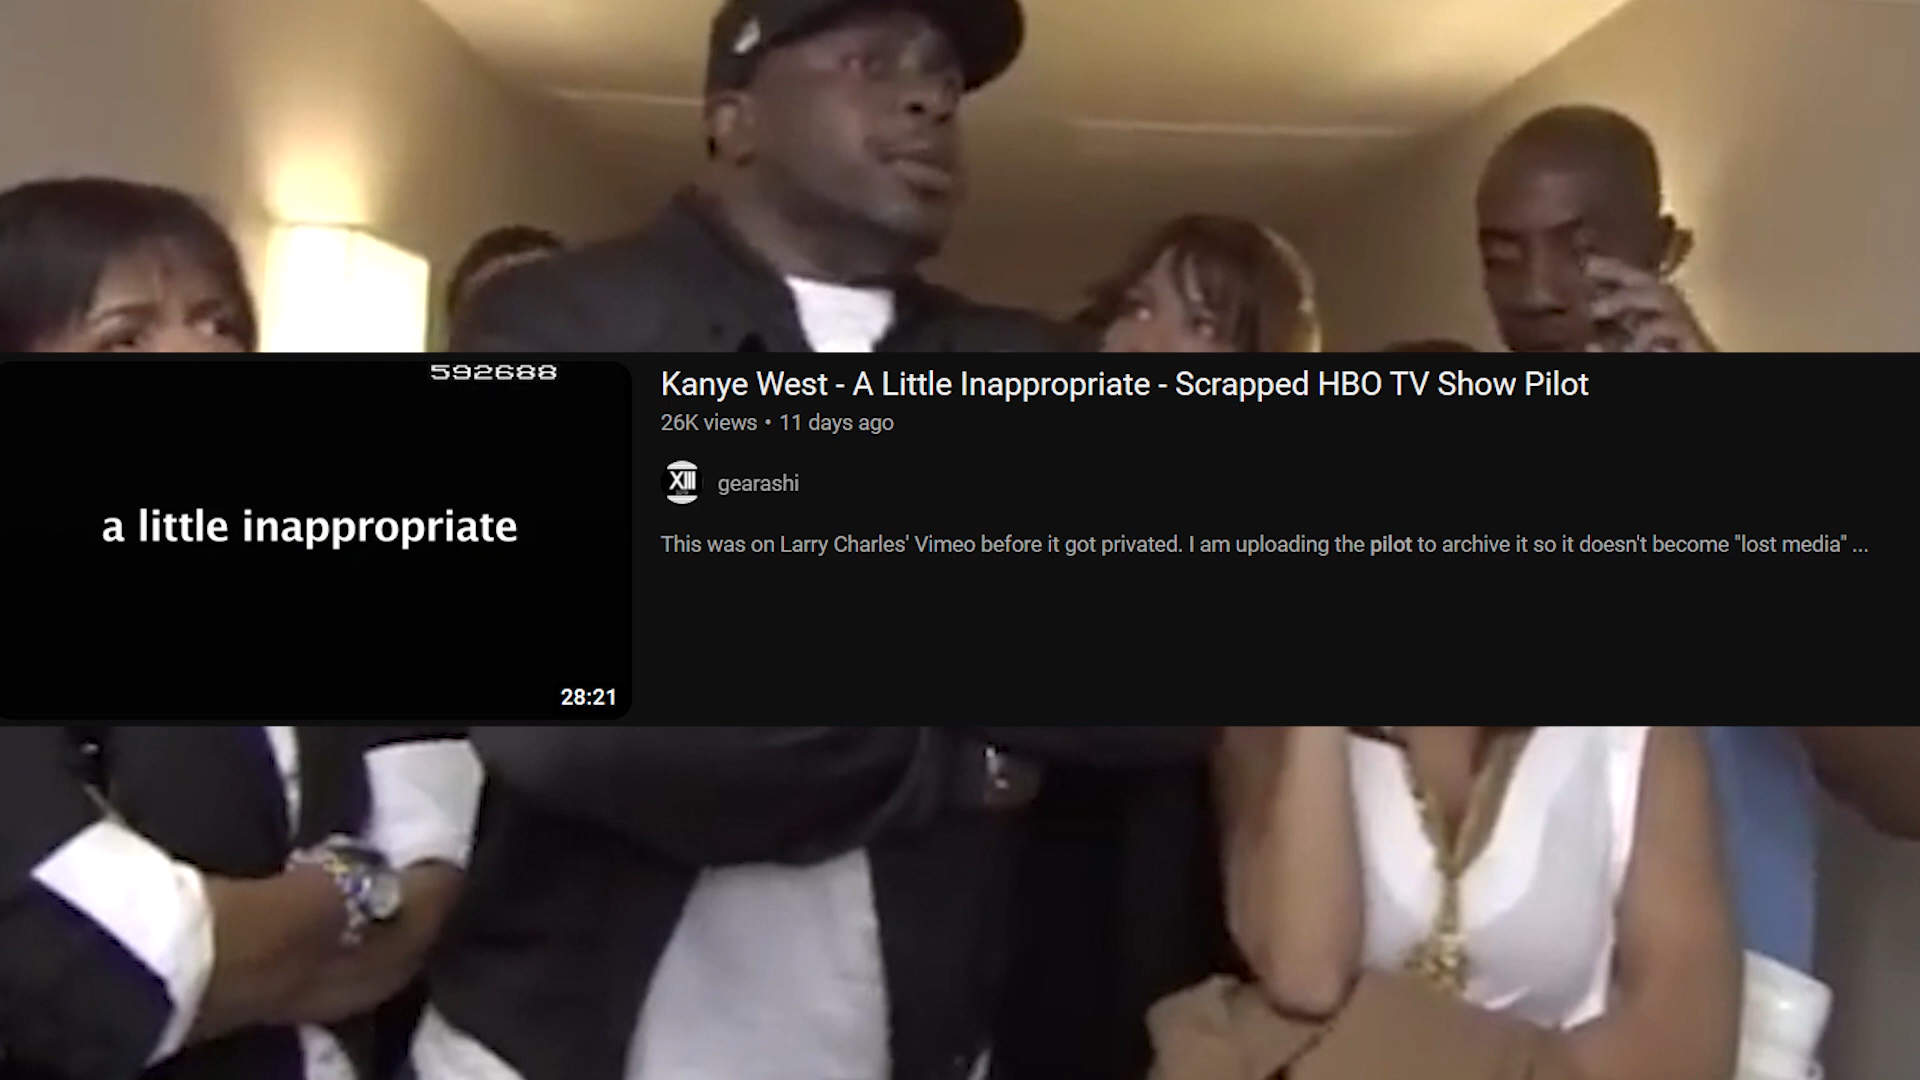 592688
a little inappropriate
28:21
Kanye West - A Little Inappropriate - Scrapped HBO TV Show Pilot
26K views • 11 days ago
XIII
gearashi
This was on Larry Charles' Vimeo before it got privated. I am uploading the pilot to archive it so it doesn't become "lost media" ...